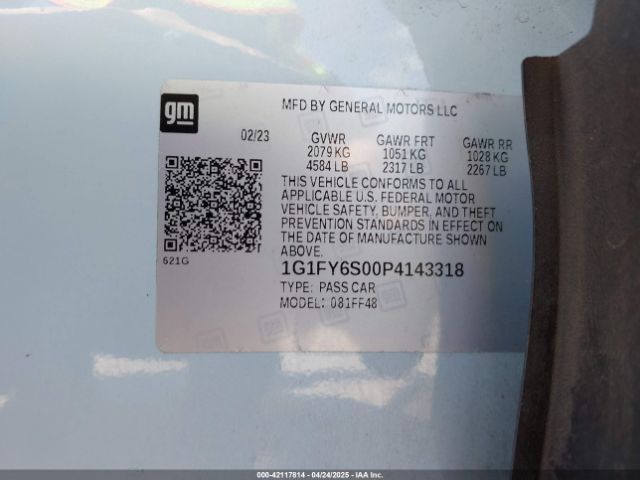 gm
MFD BY GENERAL MOTORS LLC
02/23 GVWR GAWR FRT GAWR RR
2079 KG 1051 KG 1028 KG
4584 LB 2317 LB 2267 LB
THIS VEHICLE CONFORMS TO ALL
APPLICABLE U.S. FEDERAL MOTOR
VEHICLE SAFETY, BUMPER, AND THEFT
PREVENTION STANDARDS IN EFFECT ON
THE DATE OF MANUFACTURE SHOWN
ABOVE.
621G
1G1FY6S00P4143318
TYPE: PASS CAR
MODEL: 081FF48
000-42117814 - 04/24/2025 - IAAI.COM